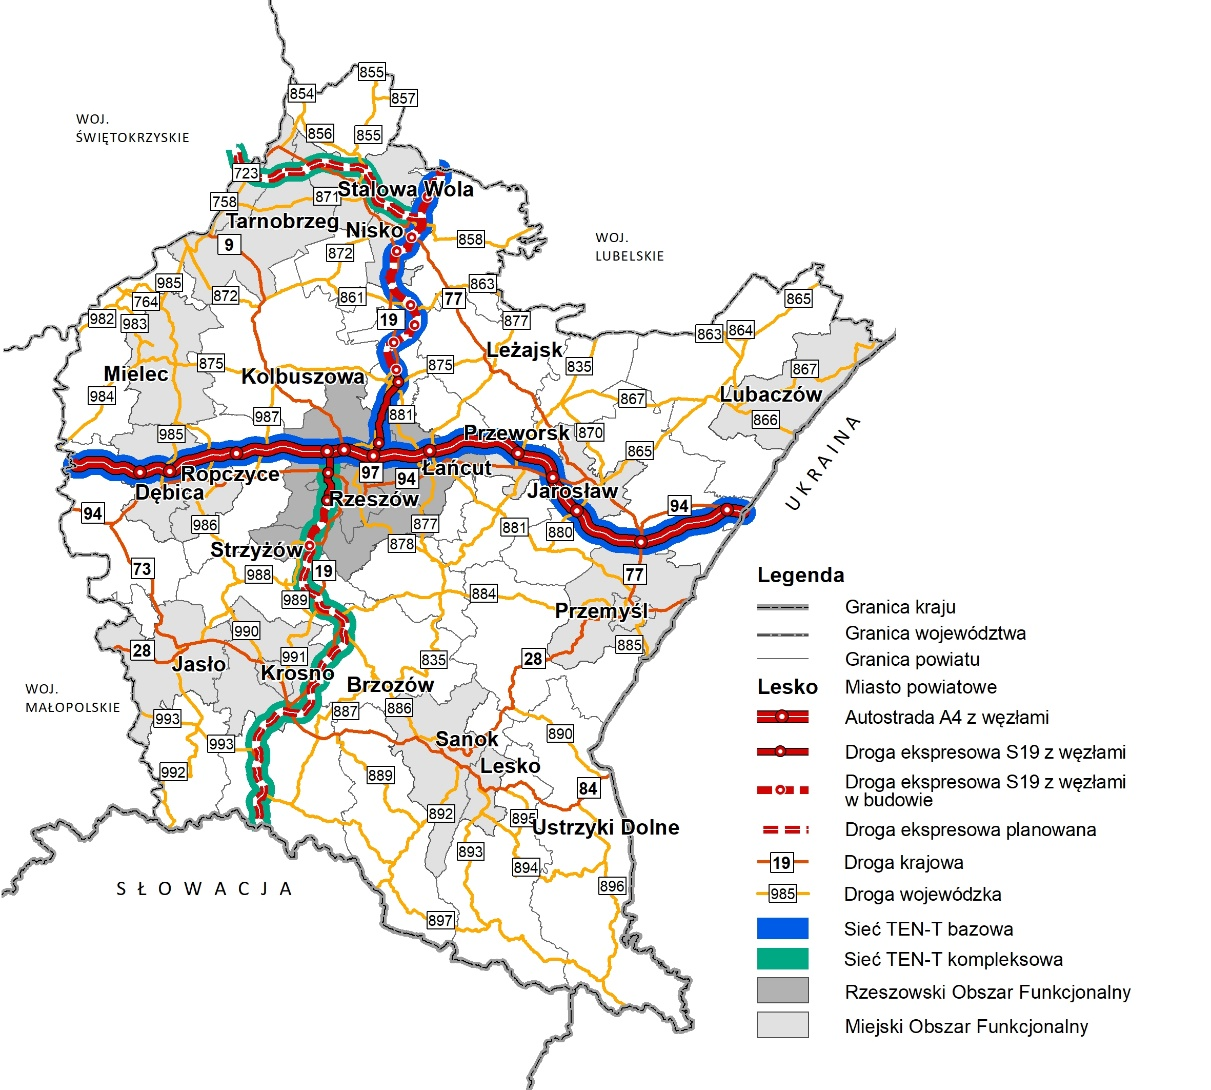 855
854
857
WOJ.
ŚWIĘTOKRZYSKIE
856
855
723
Stalowa Wola
758
871
Tarnobrzeg
Nisko
9
858
WOJ.
LUBELSKIE
872
985
863
764
872
861
77
865
982
983
19
877
863
864
Leżajsk
875
875
835
867
Mielec
Kolbuszowa
984
867
Lubaczów
987
881
866
985
Przeworsk
870
865
UKRAINA
Ropczyce
97
94
Łańcut
Dębica
Rzeszów
Jarosław
94
94
986
877
881
880
Strzyżów
878
73
988
19
77
989
884
Przemyśl
990
885
28
Jasło
991
835
28
Krosno
Brzozów
WOJ.
MAŁOPOLSKIE
993
887
886
993
Sanok
890
992
889
Lesko
84
892
895
Ustrzyki Dolne
893
894
896
SŁOWACJA
897
Legenda
Granica kraju
Granica województwa
Granica powiatu
Lesko Miasto powiatowe
Autostrada A4 z węzłami
Droga ekspresowa S19 z węzłami
Droga ekspresowa S19 z węzłami
w budowie
Droga ekspresowa planowana
19 Droga krajowa
985 Droga wojewódzka
Sieć TEN-T bazowa
Sieć TEN-T kompleksowa
Rzeszowski Obszar Funkcjonalny
Miejski Obszar Funkcjonalny